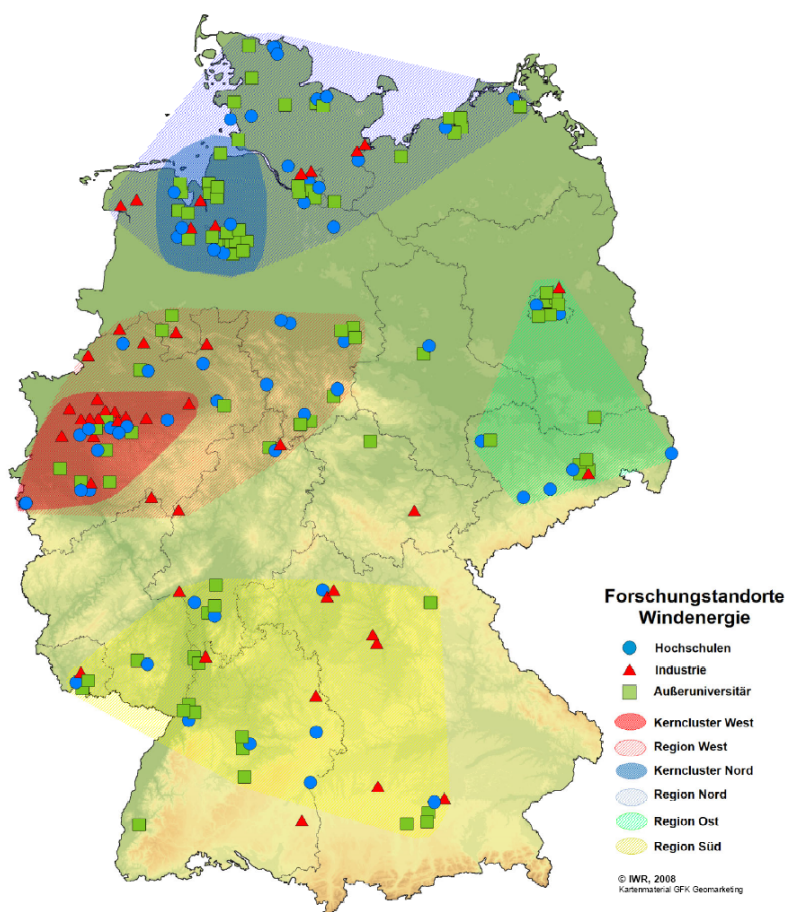 Forschungstandorte
Windenergie
Hochschulen
Industrie
Außeruniversitär
Kerncluster West
Region West
Kerncluster Nord
Region Nord
Region Ost
Region Süd
© IWR, 2008
Kartenmaterial GFK Geomarketing